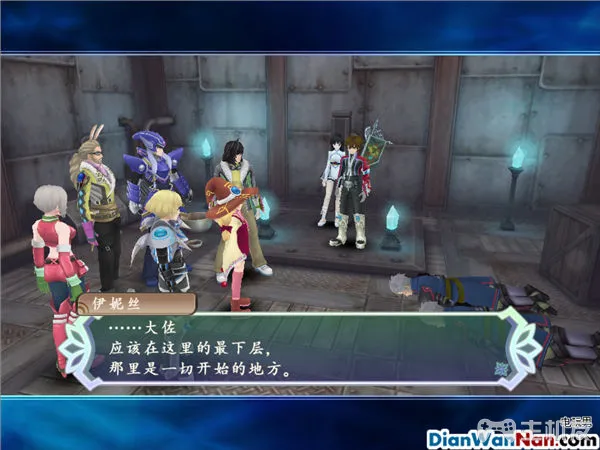 伊妮丝
……大佐
应该在这里的最下层，
那里是一切开始的地方。
电玩男
DianWanNan.com